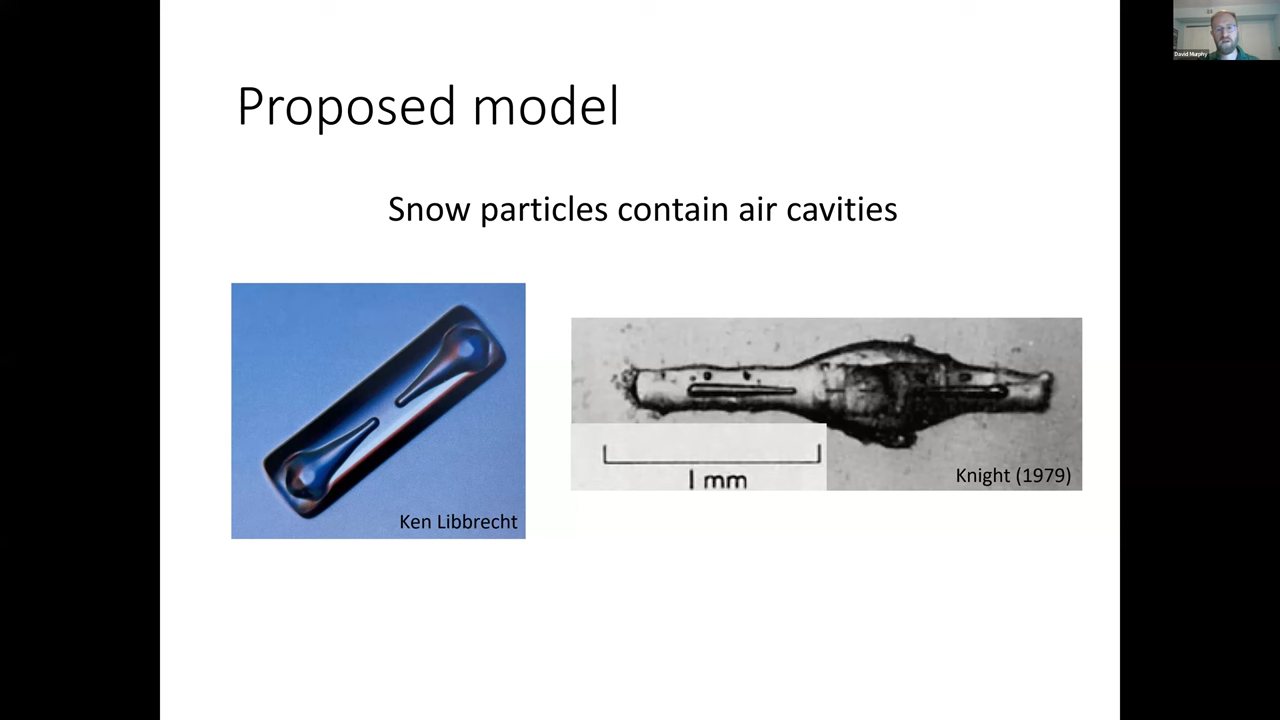 David Murphy
Proposed model
Snow particles contain air cavities
Ken Libbrecht
1 mm
Knight (1979)